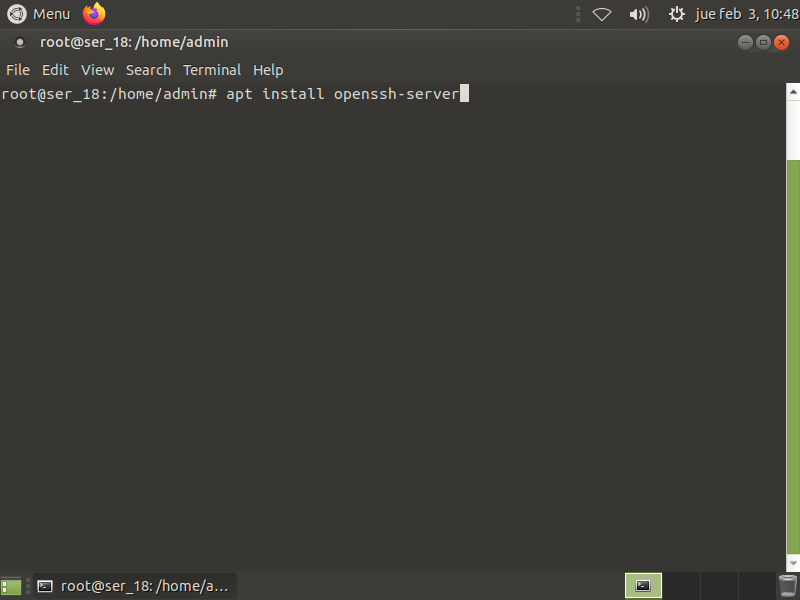 Menu
jue feb 3, 10:48
root@ser_18: /home/admin
File Edit View Search Terminal Help
root@ser_18:/home/admin# apt install openssh-server
root@ser_18: /home/a...